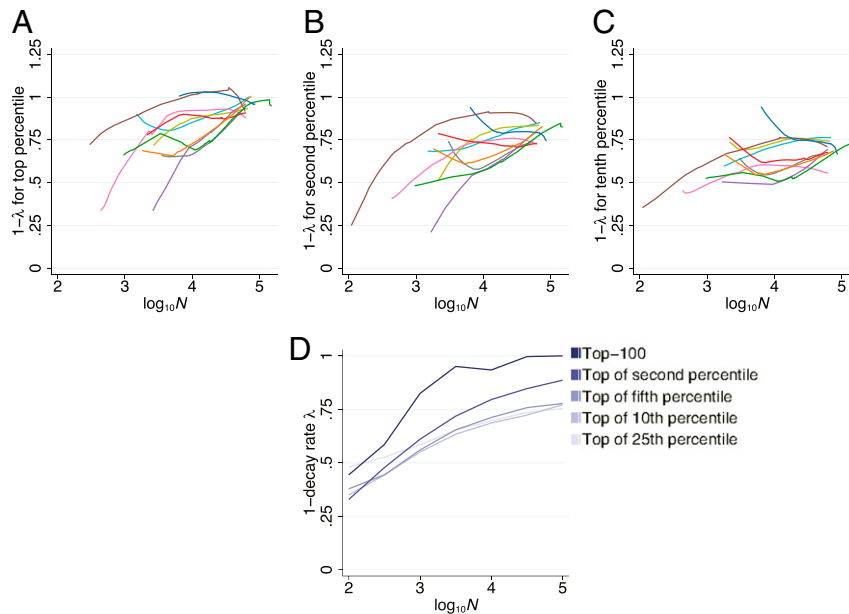 A
1−λ for top percentile
1.25
1
.75
.5
.25
0
2
3
4
5
log₁₀N
B
1−λ for second percentile
1.25
1
.75
.5
.25
0
2
3
4
5
log₁₀N
C
1−λ for tenth percentile
1.25
1
.75
.5
.25
0
2
3
4
5
log₁₀N
D
1−decay rate λ
1
.75
.5
.25
0
2
3
4
5
log₁₀N
Top−100
Top of second percentile
Top of fifth percentile
Top of 10th percentile
Top of 25th percentile